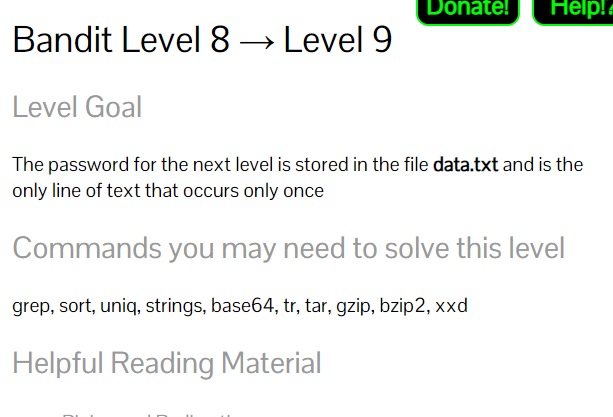 Donate! Help!
Bandit Level 8 → Level 9
Level Goal
The password for the next level is stored in the file data.txt and is the
only line of text that occurs only once
Commands you may need to solve this level
grep, sort, uniq, strings, base64, tr, tar, gzip, bzip2, xxd
Helpful Reading Material